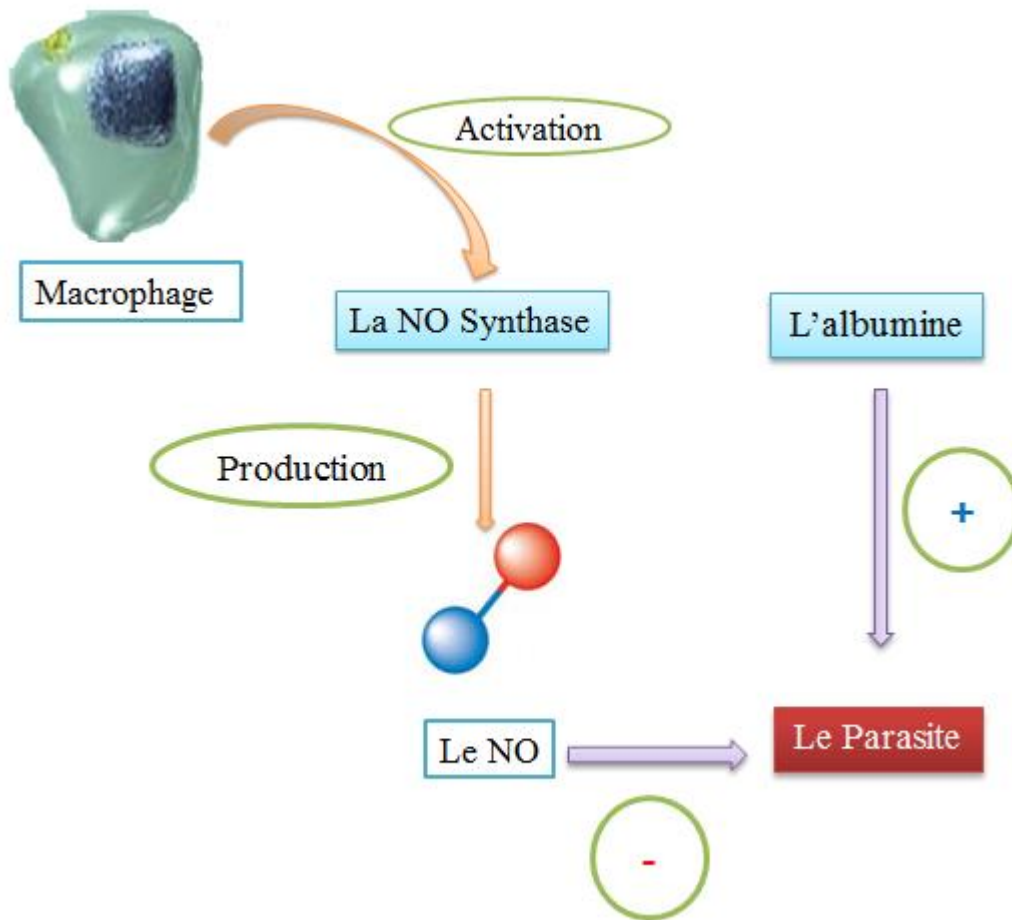 Activation
Macrophage
La NO Synthase
L’albumine
Production
+
Le NO
Le Parasite
-